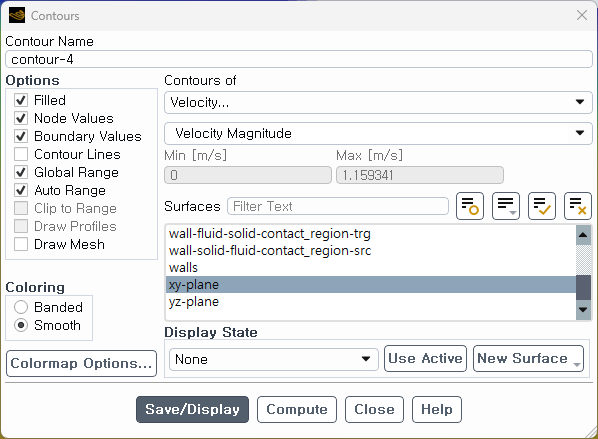 Contours
Contour Name
contour-4
Options
Filled
Node Values
Boundary Values
Contour Lines
Global Range
Auto Range
Clip to Range
Draw Profiles
Draw Mesh
Coloring
Banded
Smooth
Colormap Options...
Contours of
Velocity...
Velocity Magnitude
Min [m/s] Max [m/s]
0 1.159341
Surfaces Filter Text
wall-fluid-solid-contact_region-trg
wall-solid-fluid-contact_region-src
walls
xy-plane
yz-plane
Display State
None Use Active New Surface
Save/Display Compute Close Help